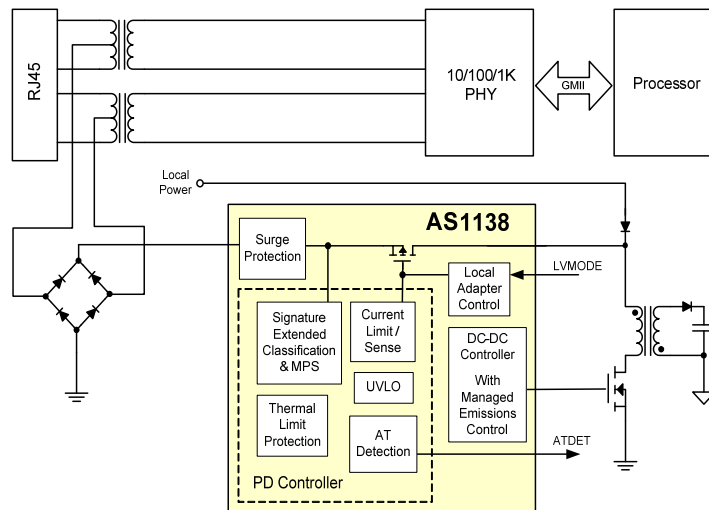 RJ45
10/100/1K
PHY
GMII
Processor
Local
Power
AS1138
Surge
Protection
LVMODE
Local
Adapter
Control
Signature
Extended
Classification
& MPS
Current
Limit /
Sense
DC-DC
Controller
With
Managed
Emissions
Control
UVLO
Thermal
Limit
Protection
AT
Detection
ATDET
PD Controller